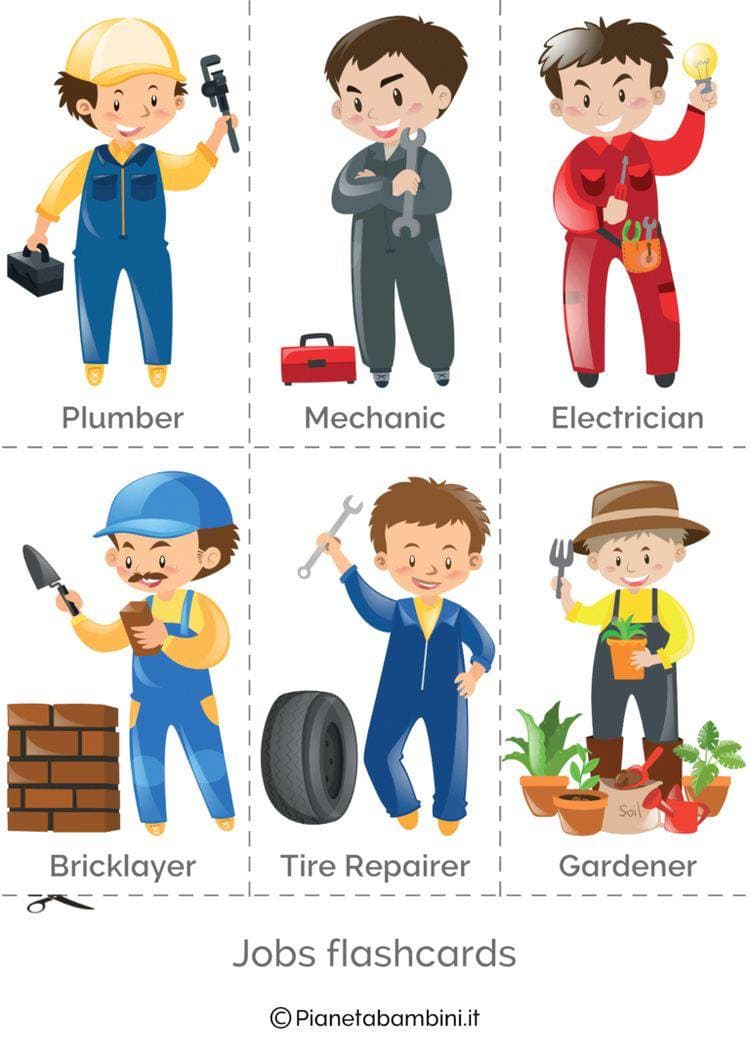 Plumber
Mechanic
Electrician
Bricklayer
Tire Repairer
Soil
Gardener
Jobs flashcards
© Pianetabambini.it